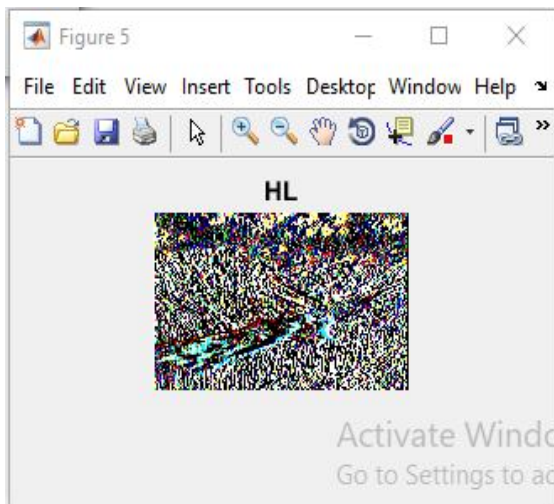 Figure 5
File Edit View Insert Tools Desktop Window Help
HL
Activate Windo
Go to Settings to ac